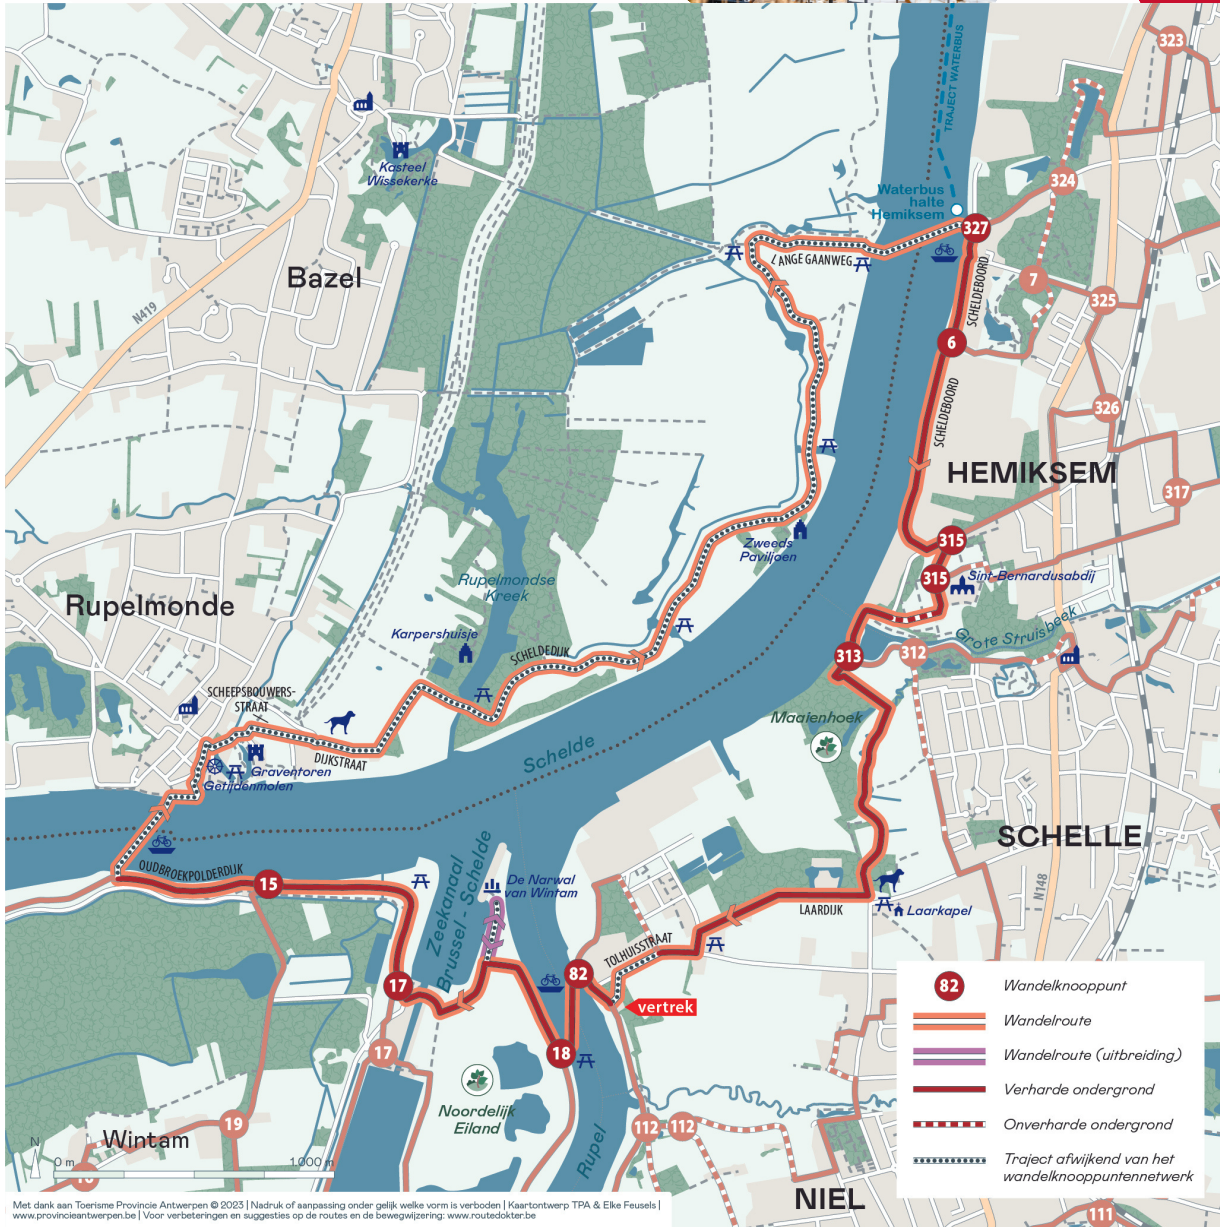 TRAJECT WATERBUS
323
Kasteel
Wissekerke
324
Waterbus
halte
Hemiksem
327
LANGE GAANWEG
SCHELDEBOORD
Bazel
7
325
N419
6
SCHELDEBOORD
326
HEMIKSEM
317
315
Zweeds
Paviljoen
315
Sint-Bernardusabdij
Rupelmondse
Kreek
Rupelmonde
Grote Struisbeek
Karpershuisje
SCHELDEDIJK
313
312
SCHEEPSBOUWERS-
STRAAT
Maaienhoek
Schelde
DIJKSTRAAT
Graventoren
Getijdenmolen
SCHELLE
OUDBROEKPOLDERDIJK
15
De Narwal
van Wintam
Zeekanaal
Brussel - Schelde
N148
LAARDIJK
Laarkapel
TOLHUISSTRAAT
82
17
vertrek
18
17
Noordelijk
Eiland
Rupel
112
112
19
Wintam
N
0 m
1.000 m
NIEL
111
82
Wandelknooppunt
Wandelroute
Wandelroute (uitbreiding)
Verharde ondergrond
Onverharde ondergrond
Traject afwijkend van het
wandelknooppuntennetwerk
Met dank aan Toerisme Provincie Antwerpen © 2023 | Nadruk of aanpassing onder gelijk welke vorm is verboden | Kaartontwerp TPA & Elke Feusels |
www.provincieantwerpen.be | Voor verbeteringen en suggesties op de routes en de bewegwijzering: www.routedokter.be